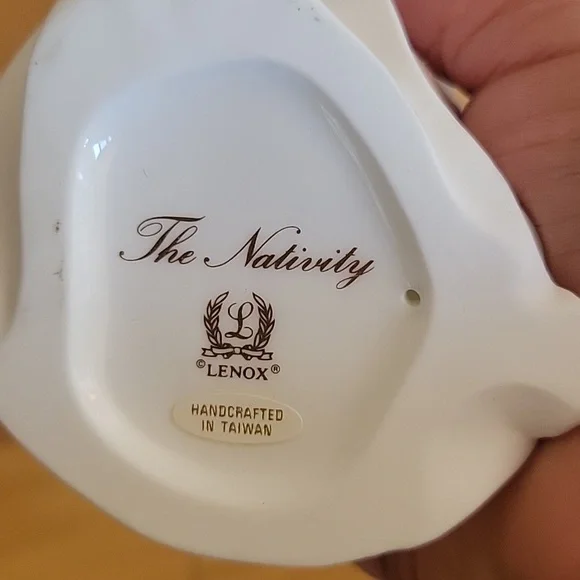 The Nativity
L
©LENOX®
HANDCRAFTED
IN TAIWAN